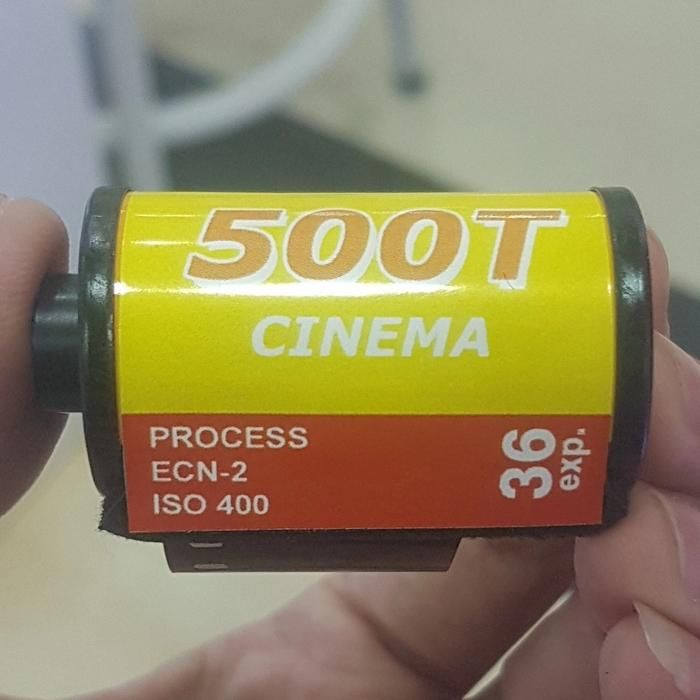 500T
CINEMA
PROCESS
ECN-2
ISO 400
36
exp.